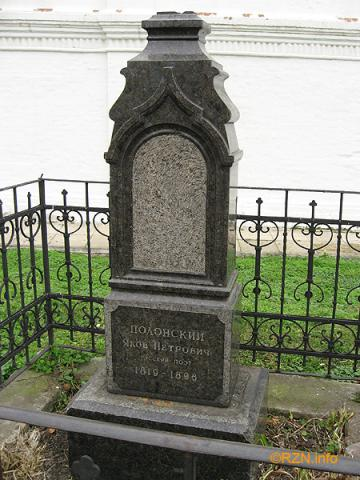 ПОЛОНСКИЙ
ЯКОВ ПЕТРОВИЧ
РУССКИЙ ПОЭТ
1819-1898
©RZN.info